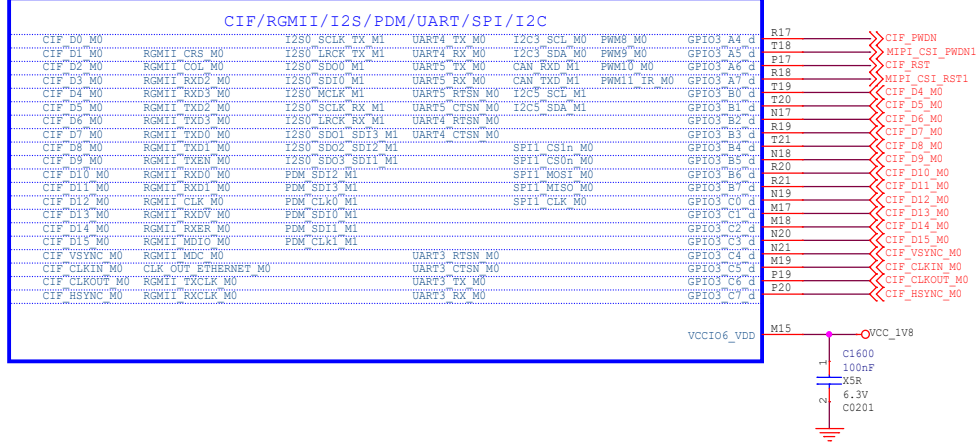 CIF/RGMII/I2S/PDM/UART/SPI/I2C
CIF_D0_M0 I2S0_SCLK_TX_M1 UART4_TX_M0 I2C3_SCL_M0 PWM8_M0 GPIO3_A4_d R17 CIF_PWDN
CIF_D1_M0 RGMII_CRS_M0 I2S0_LRCK_TX_M1 UART4_RX_M0 I2C3_SDA_M0 PWM9_M0 GPIO3_A5_d T18 MIPI_CSI_PWDN1
CIF_D2_M0 RGMII_COL_M0 I2S0_SDO0_M1 UART5_TX_M0 CAN_RXD_M1 PWM10_M0 GPIO3_A6_d P17 CIF_RST
CIF_D3_M0 RGMII_RXD2_M0 I2S0_SDI0_M1 UART5_RX_M0 CAN_TXD_M1 PWM11_IR_M0 GPIO3_A7_d R18 MIPI_CSI_RST1
CIF_D4_M0 RGMII_RXD3_M0 I2S0_MCLK_M1 UART5_RTSN_M0 I2C5_SCL_M1 GPIO3_B0_d T19 CIF_D4_M0
CIF_D5_M0 RGMII_TXD2_M0 I2S0_SCLK_RX_M1 UART5_CTSN_M0 I2C5_SDA_M1 GPIO3_B1_d T20 CIF_D5_M0
CIF_D6_M0 RGMII_TXD3_M0 I2S0_LRCK_RX_M1 UART4_RTSN_M0 GPIO3_B2_d N17 CIF_D6_M0
CIF_D7_M0 RGMII_TXD0_M0 I2S0_SDO1_SDI3_M1 UART4_CTSN_M0 GPIO3_B3_d R19 CIF_D7_M0
CIF_D8_M0 RGMII_TXD1_M0 I2S0_SDO2_SDI2_M1 SPI1_CS1n_M0 GPIO3_B4_d T21 CIF_D8_M0
CIF_D9_M0 RGMII_TXEN_M0 I2S0_SDO3_SDI1_M1 SPI1_CS0n_M0 GPIO3_B5_d N18 CIF_D9_M0
CIF_D10_M0 RGMII_RXD0_M0 PDM_SDI2_M1 SPI1_MOSI_M0 GPIO3_B6_d R20 CIF_D10_M0
CIF_D11_M0 RGMII_RXD1_M0 PDM_SDI3_M1 SPI1_MISO_M0 GPIO3_B7_d R21 CIF_D11_M0
CIF_D12_M0 RGMII_CLK_M0 PDM_CLk0_M1 SPI1_CLK_M0 GPIO3_C0_d N19 CIF_D12_M0
CIF_D13_M0 RGMII_RXDV_M0 PDM_SDI0_M1 GPIO3_C1_d M17 CIF_D13_M0
CIF_D14_M0 RGMII_RXER_M0 PDM_SDI1_M1 GPIO3_C2_d M18 CIF_D14_M0
CIF_D15_M0 RGMII_MDIO_M0 PDM_CLk1_M1 GPIO3_C3_d N20 CIF_D15_M0
CIF_VSYNC_M0 RGMII_MDC_M0 UART3_RTSN_M0 GPIO3_C4_d N21 CIF_VSYNC_M0
CIF_CLKIN_M0 CLK_OUT_ETHERNET_M0 UART3_CTSN_M0 GPIO3_C5_d M19 CIF_CLKIN_M0
CIF_CLKOUT_M0 RGMII_TXCLK_M0 UART3_TX_M0 GPIO3_C6_d P19 CIF_CLKOUT_M0
CIF_HSYNC_M0 RGMII_RXCLK_M0 UART3_RX_M0 GPIO3_C7_d P20 CIF_HSYNC_M0
VCCIO6_VDD M15 VCC_1V8
1 C1600
100nF
X5R
2 6.3V
C0201